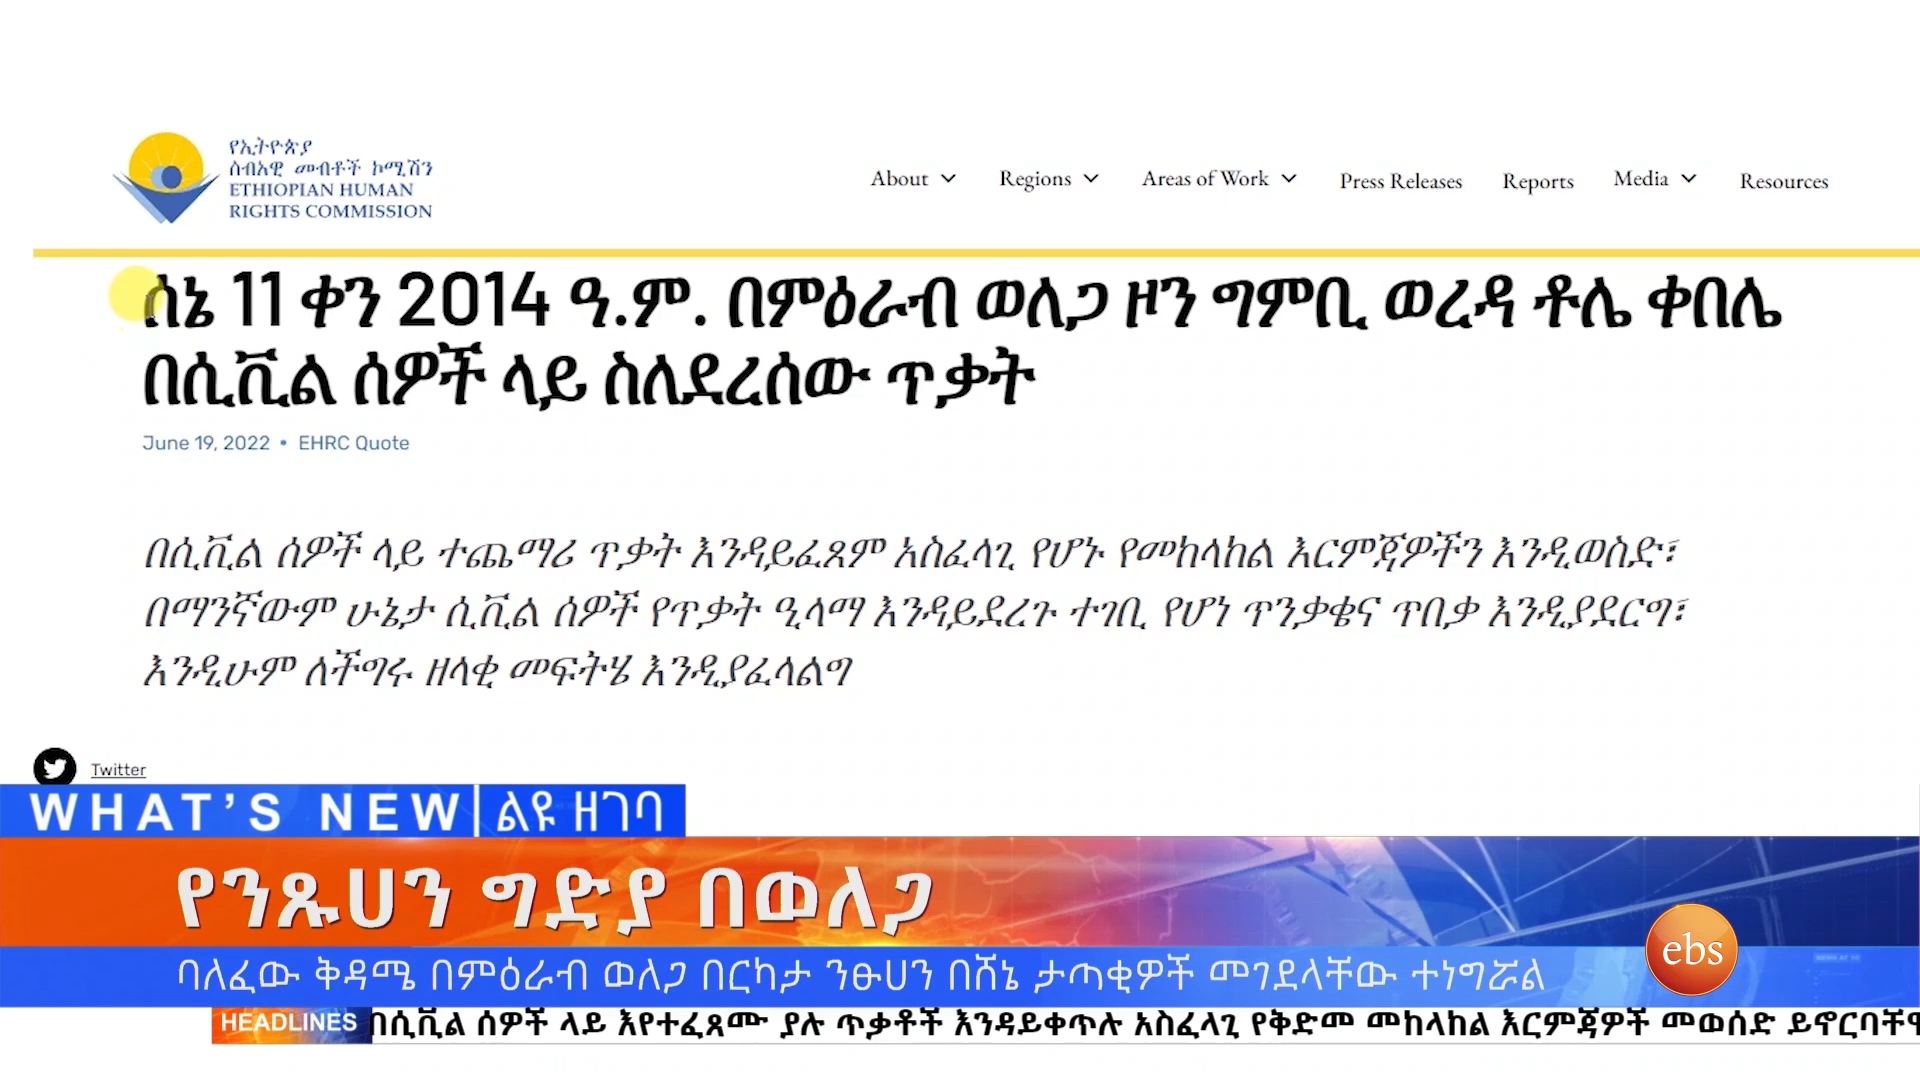 የኢትዮጵያ
ሰብአዊ መብቶች ኮሚሽን
ETHIOPIAN HUMAN
RIGHTS COMMISSION
About Regions Areas of Work Press Releases Reports Media Resources
ሰኔ 11 ቀን 2014 ዓ.ም. በምዕራብ ወለጋ ዞን ግምቢ ወረዳ ቶሌ ቀበሌ
በሲቪል ሰዎች ላይ ስለደረሰው ጥቃት
June 19, 2022 • EHRC Quote
በሲቪል ሰዎች ላይ ተጨማሪ ጥቃት እንዳይፈጸም አስፈላጊ የሆኑ የመከላከል እርምጃዎችን እንዲወስድ፣
በማንኛውም ሁኔታ ሲቪል ሰዎች የጥቃት ዒላማ እንዳይደረጉ ተገቢ የሆነ ጥንቃቄና ጥበቃ እንዲያደርግ፣
እንዲሁም ለችግሩ ዘላቂ መፍትሄ እንዲያፈላልግ
Twitter
WHAT'S NEW ልዩ ዘገባ
የንጹሀን ግድያ በወለጋ
ebs
ባለፈው ቅዳሜ በምዕራብ ወለጋ በርካታ ንፁሀን በሸኔ ታጣቂዎች መገደላቸው ተነግሯል
HEADLINES በሲቪል ሰዎች ላይ እየተፈጸሙ ያሉ ጥቃቶች እንዳይቀጥሉ አስፈላጊ የቅድመ መከላከል እርምጃዎች መወሰድ ይኖርባቸዋ